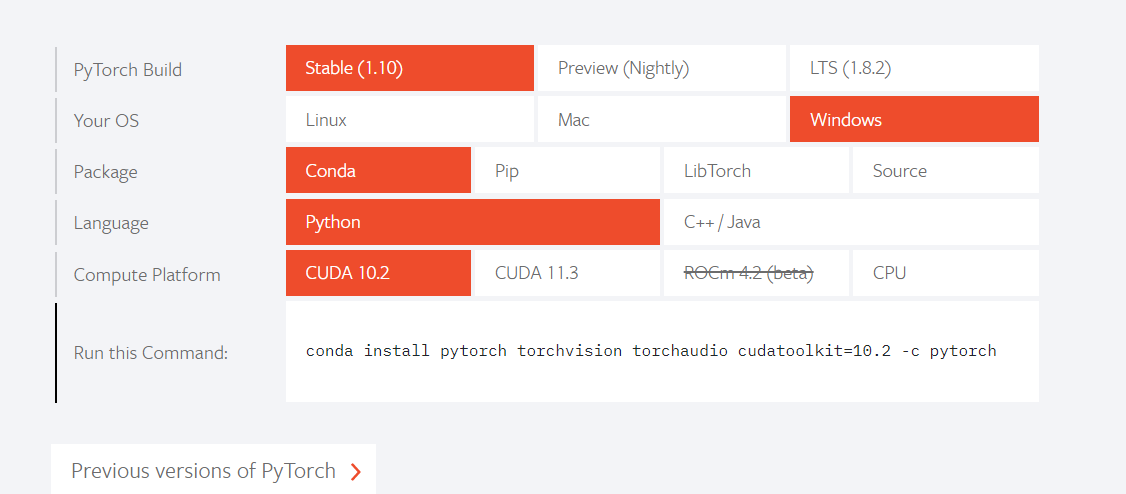 PyTorch Build Stable (1.10) Preview (Nightly) LTS (1.8.2)
Your OS Linux Mac Windows
Package Conda Pip LibTorch Source
Language Python C++ / Java
Compute Platform CUDA 10.2 CUDA 11.3 ROCm 4.2 (beta) CPU
Run this Command: conda install pytorch torchvision torchaudio cudatoolkit=10.2 -c pytorch
Previous versions of PyTorch